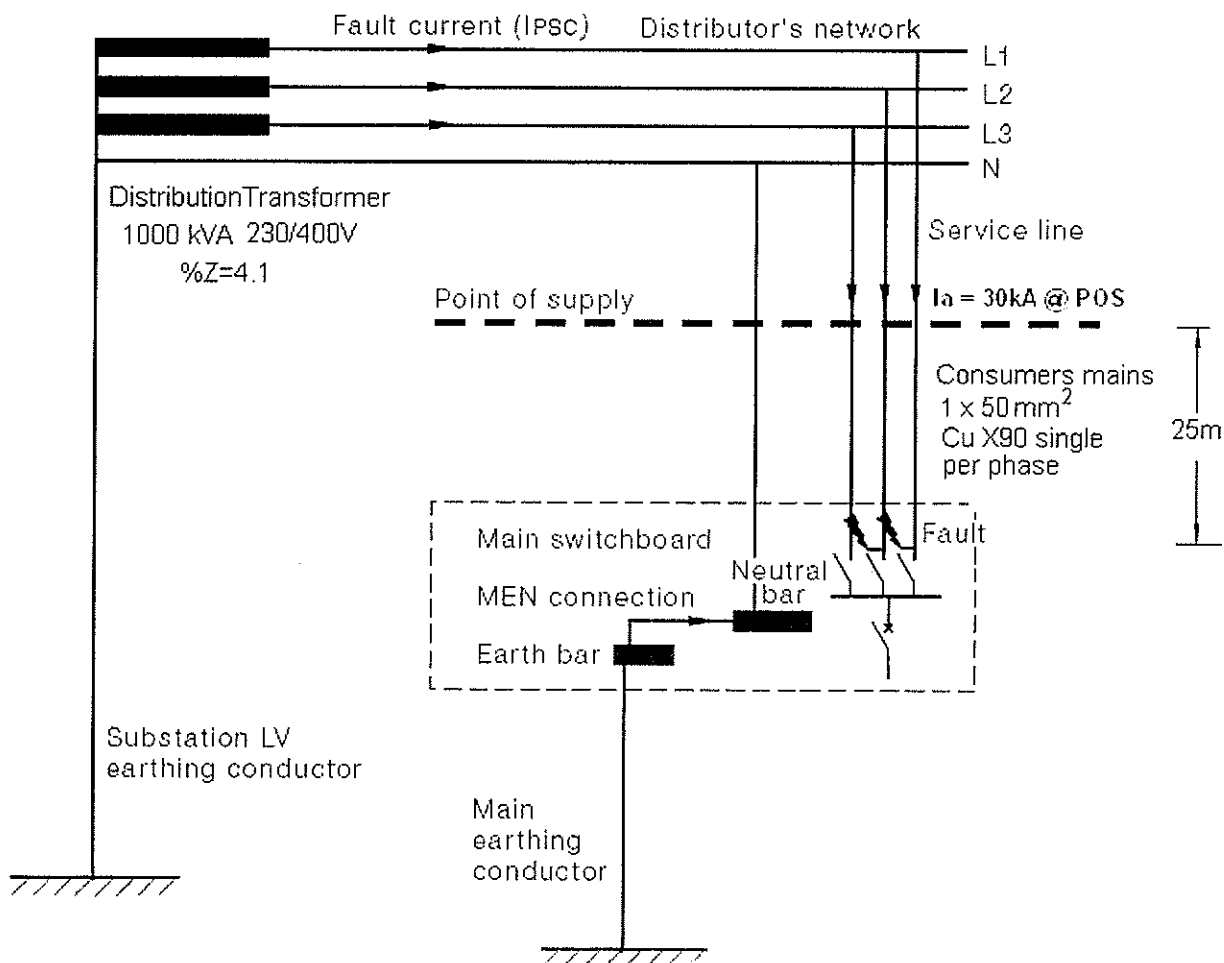 Fault current (IPSC)
Distributor's network
L1
L2
L3
N
DistributionTransformer
1000 kVA 230/400V
%Z=4.1
Service line
Point of supply
Ia = 30kA @ POS
Consumers mains
1 x 50 mm²
Cu X90 single
per phase
25m
Main switchboard
Fault
Neutral
bar
MEN connection
Earth bar
Substation LV
earthing conductor
Main
earthing
conductor